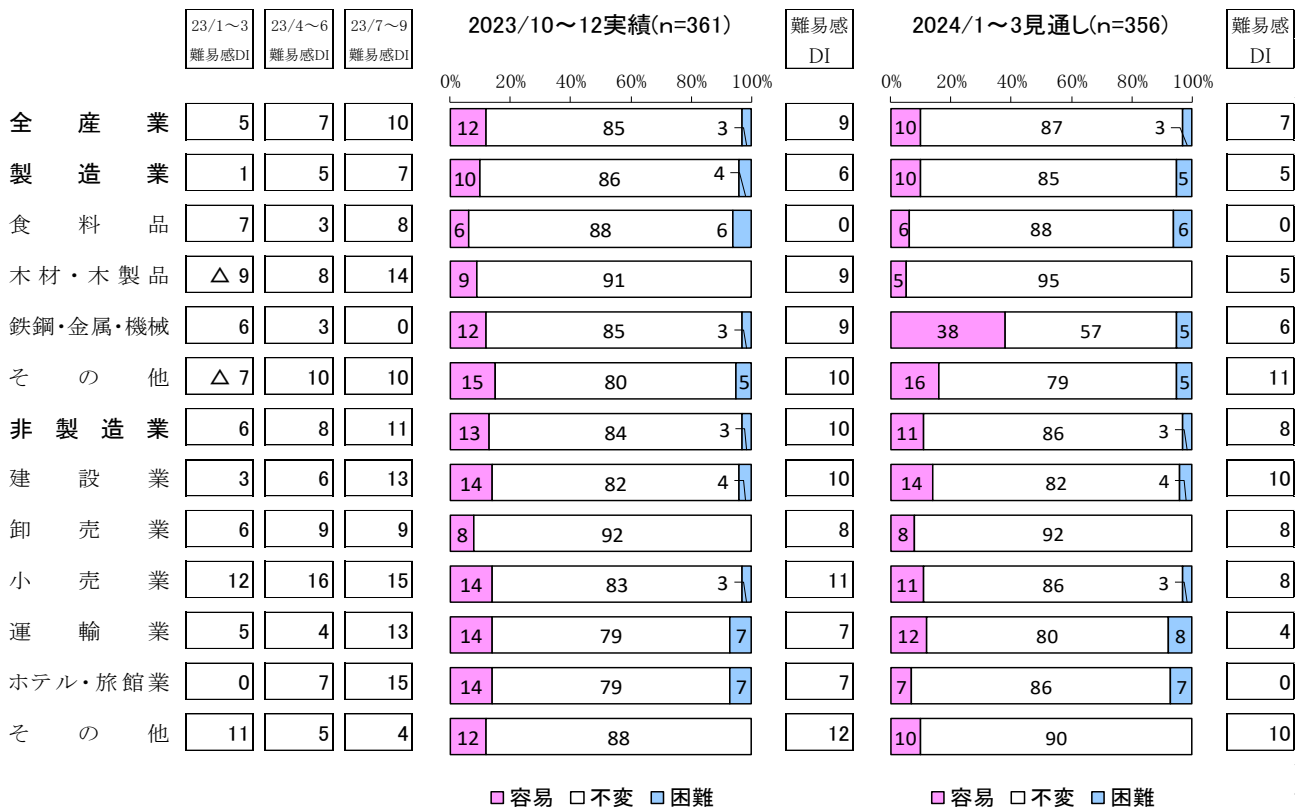 23/1～3 23/4～6 23/7～9 2023/10～12実績(n=361) 難易感 2024/1～3見通し(n=356) 難易感
難易感DI 難易感DI 難易感DI DI DI
0% 20% 40% 60% 80% 100% 0% 20% 40% 60% 80% 100%
全産業 5 7 10 12 85 3 9 10 87 3 7
製造業 1 5 7 10 86 4 6 10 85 5 5
食料品 7 3 8 6 88 6 0 6 88 6 0
木材・木製品 △ 9 8 14 9 91 9 5 95 5
鉄鋼・金属・機械 6 3 0 12 85 3 9 38 57 5 6
その他 △ 7 10 10 15 80 5 10 16 79 5 11
非製造業 6 8 11 13 84 3 10 11 86 3 8
建設業 3 6 13 14 82 4 10 14 82 4 10
卸売業 6 9 9 8 92 8 8 92 8
小売業 12 16 15 14 83 3 11 11 86 3 8
運輸業 5 4 13 14 79 7 7 12 80 8 4
ホテル・旅館業 0 7 15 14 79 7 7 7 86 7 0
その他 11 5 4 12 88 12 10 90 10
容易 不変 困難 容易 不変 困難